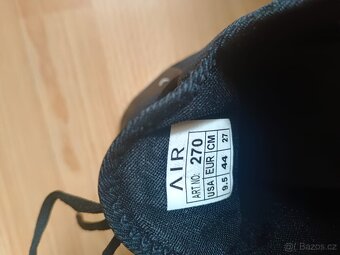 AIR
ART.NO: 270
USA EUR CM
9.5 44 27
Bazos.cz